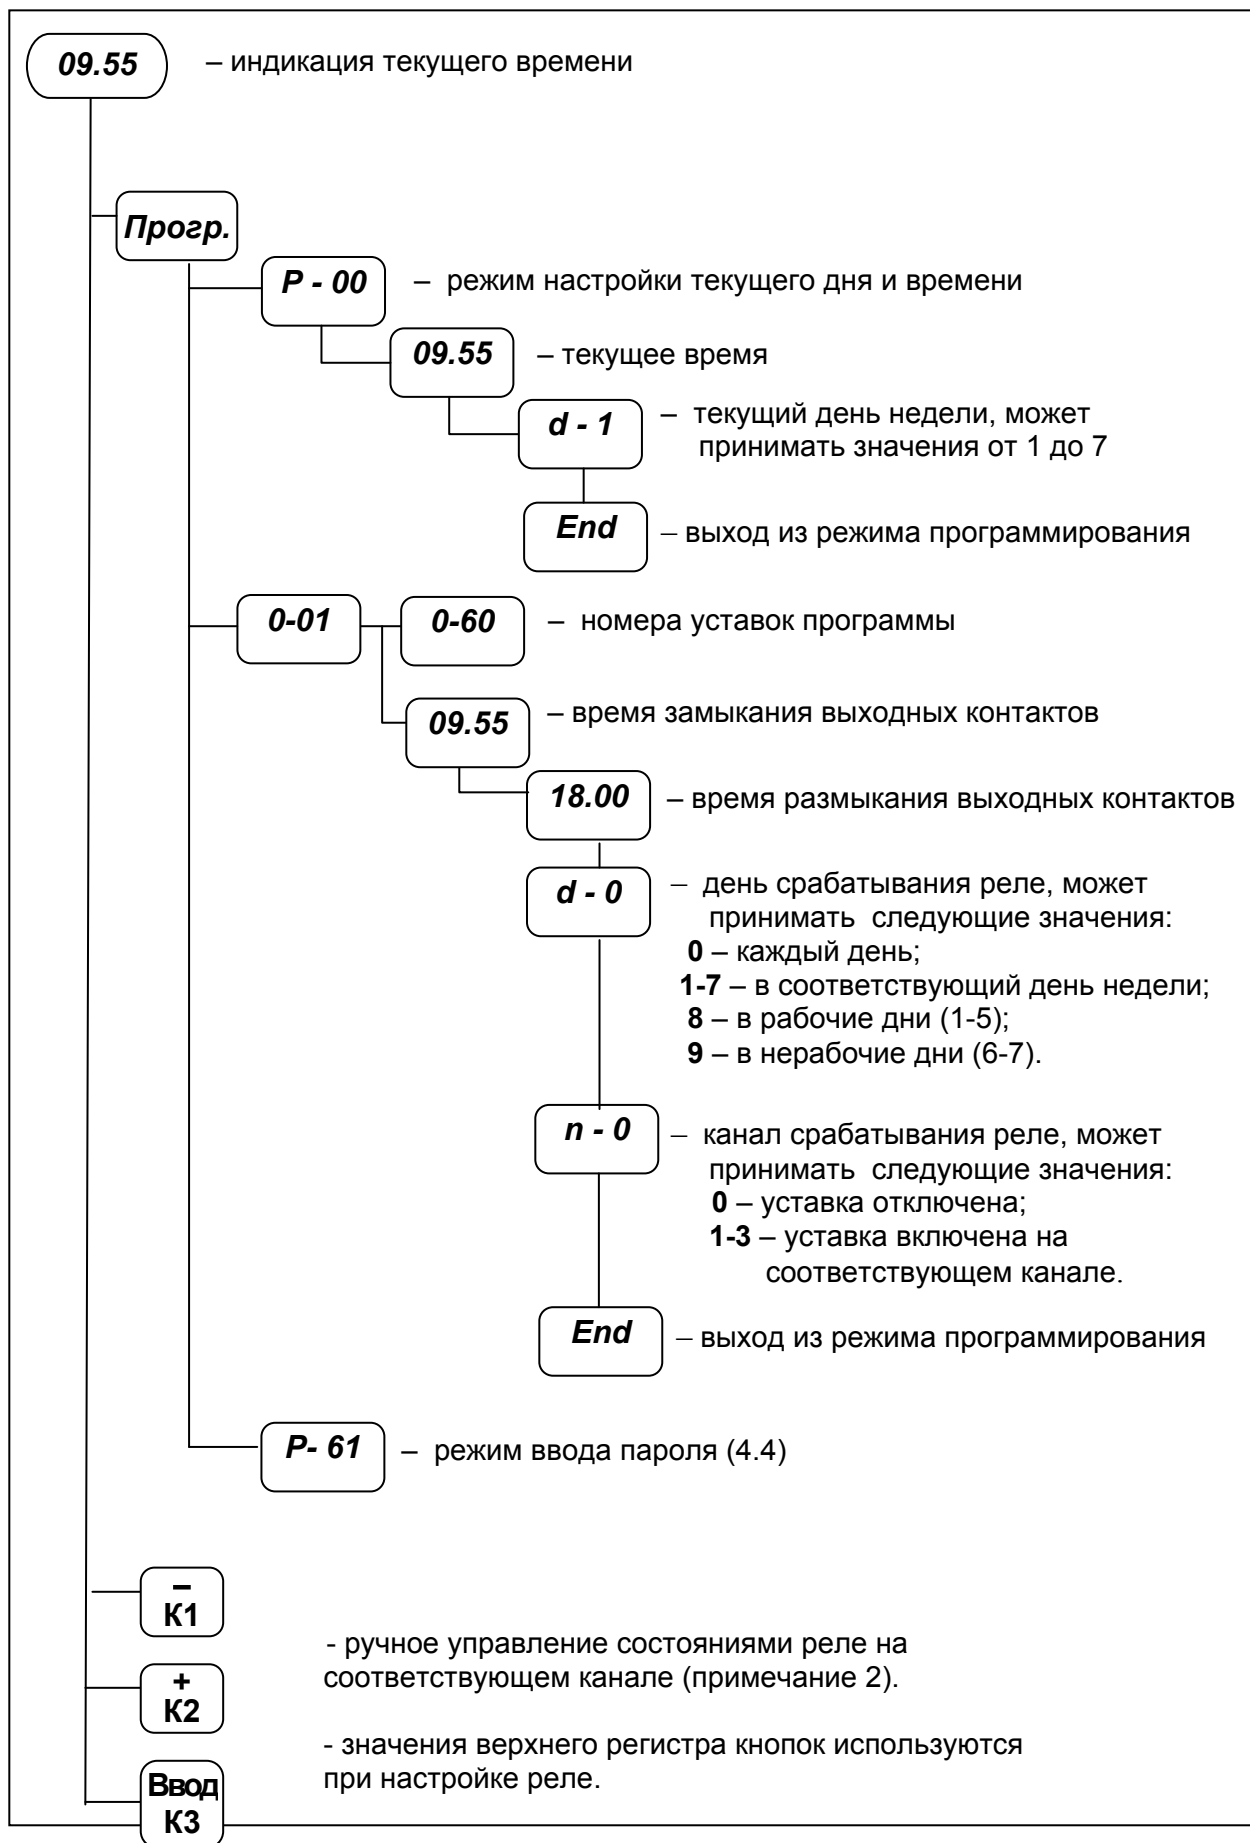 09.55 – индикация текущего времени
Прогр.
P - 00 – режим настройки текущего дня и времени
09.55 – текущее время
d - 1 – текущий день недели, может
принимать значения от 1 до 7
End – выход из режима программирования
0-01 0-60 – номера уставок программы
09.55 – время замыкания выходных контактов
18.00 – время размыкания выходных контактов
d - 0 – день срабатывания реле, может
принимать следующие значения:
0 – каждый день;
1-7 – в соответствующий день недели;
8 – в рабочие дни (1-5);
9 – в нерабочие дни (6-7).
n - 0 – канал срабатывания реле, может
принимать следующие значения:
0 – уставка отключена;
1-3 – уставка включена на
соответствующем канале.
End – выход из режима программирования
P- 61 – режим ввода пароля (4.4)
–
К1
- ручное управление состояниями реле на
соответствующем канале (примечание 2).
+
К2
- значения верхнего регистра кнопок используются
при настройке реле.
Ввод
К3